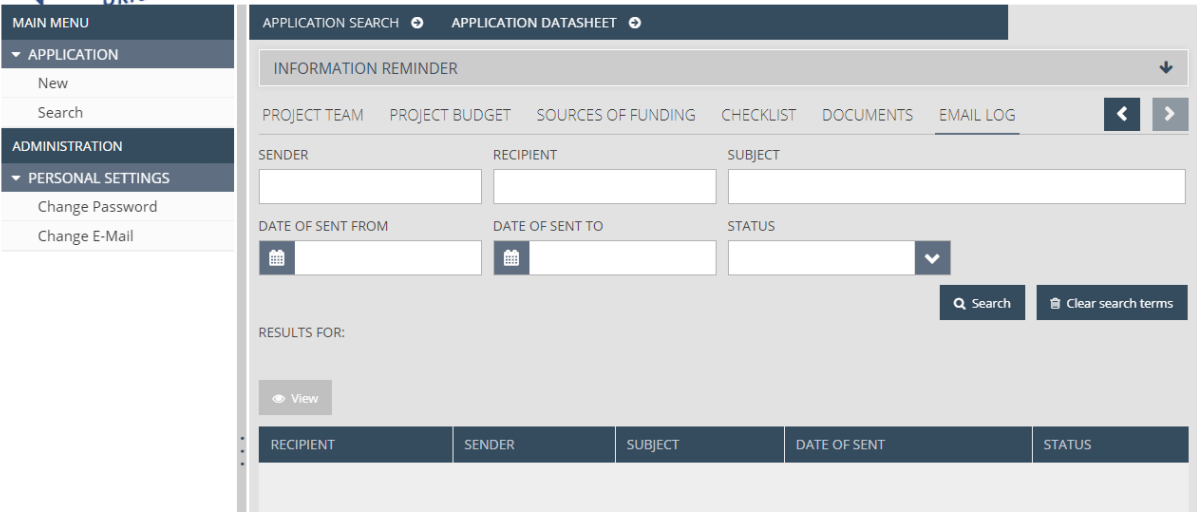 MAIN MENU
APPLICATION
New
Search
ADMINISTRATION
PERSONAL SETTINGS
Change Password
Change E-Mail
APPLICATION SEARCH APPLICATION DATASHEET
INFORMATION REMINDER
PROJECT TEAM PROJECT BUDGET SOURCES OF FUNDING CHECKLIST DOCUMENTS EMAIL LOG
SENDER RECIPIENT SUBJECT
DATE OF SENT FROM DATE OF SENT TO STATUS
Search Clear search terms
RESULTS FOR:
View
RECIPIENT SENDER SUBJECT DATE OF SENT STATUS